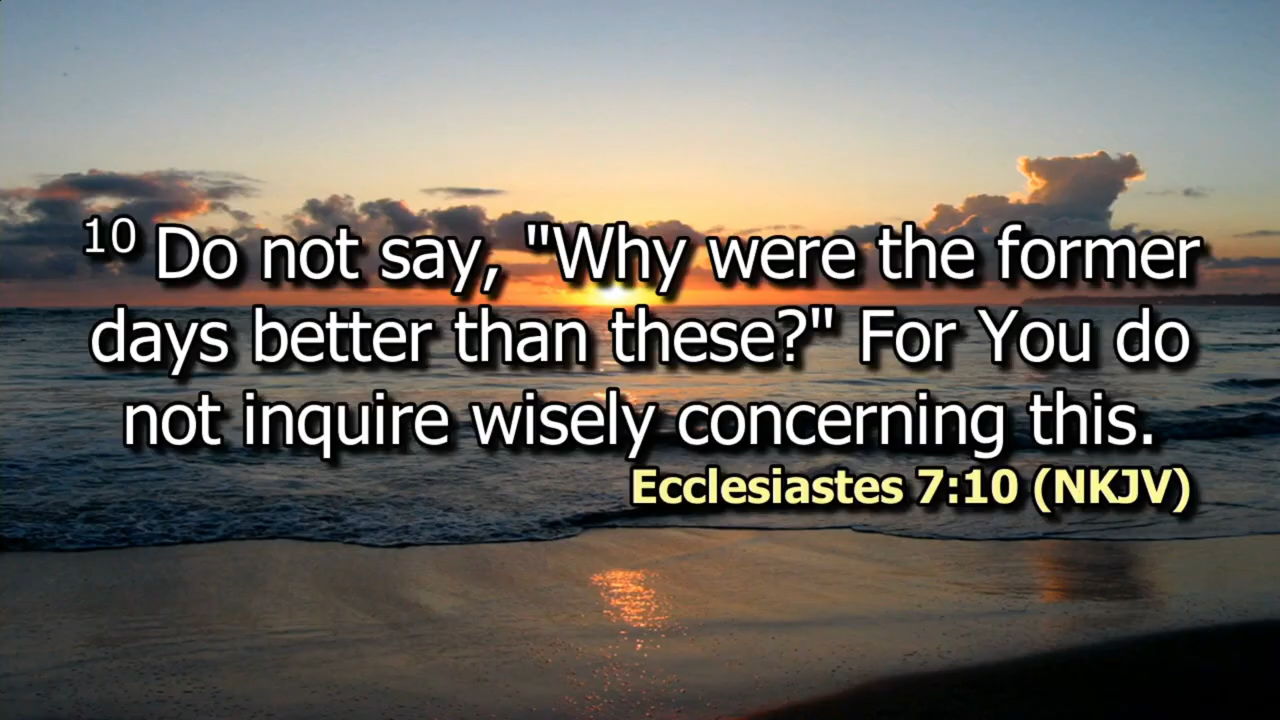 10 Do not say, "Why were the former
days better than these?" For You do
not inquire wisely concerning this.
Ecclesiastes 7:10 (NKJV)